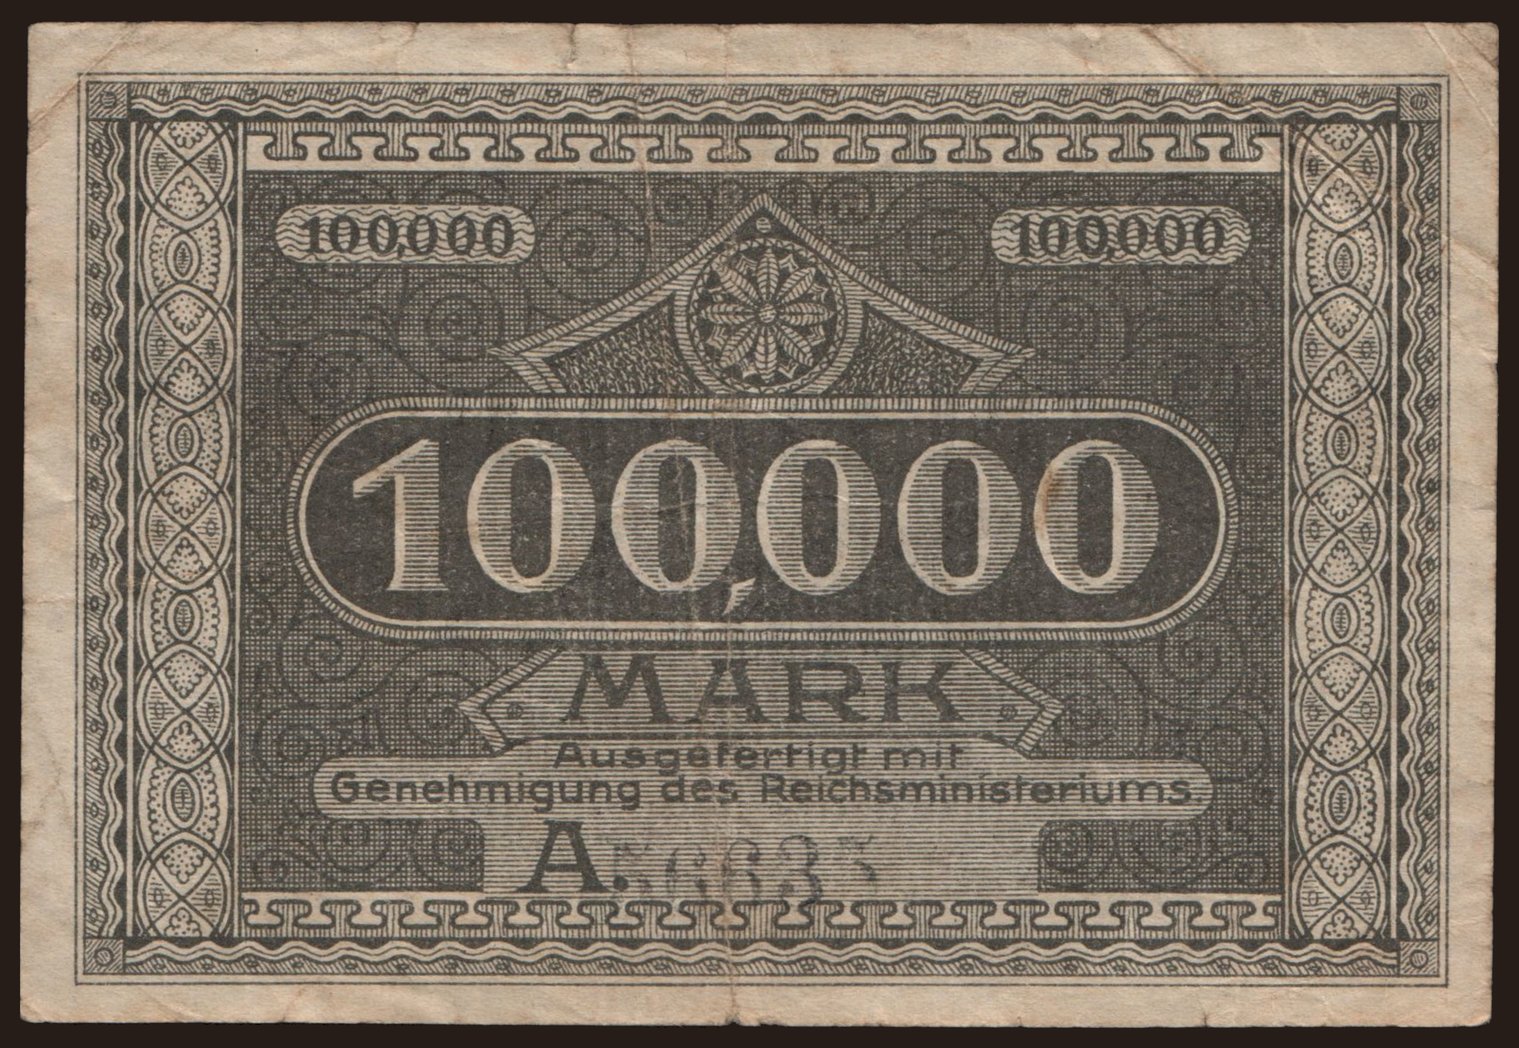 100,000
100,000
100,000
MARK
Ausgefertigt mit
Genehmigung des Reichsministeriums.
A.